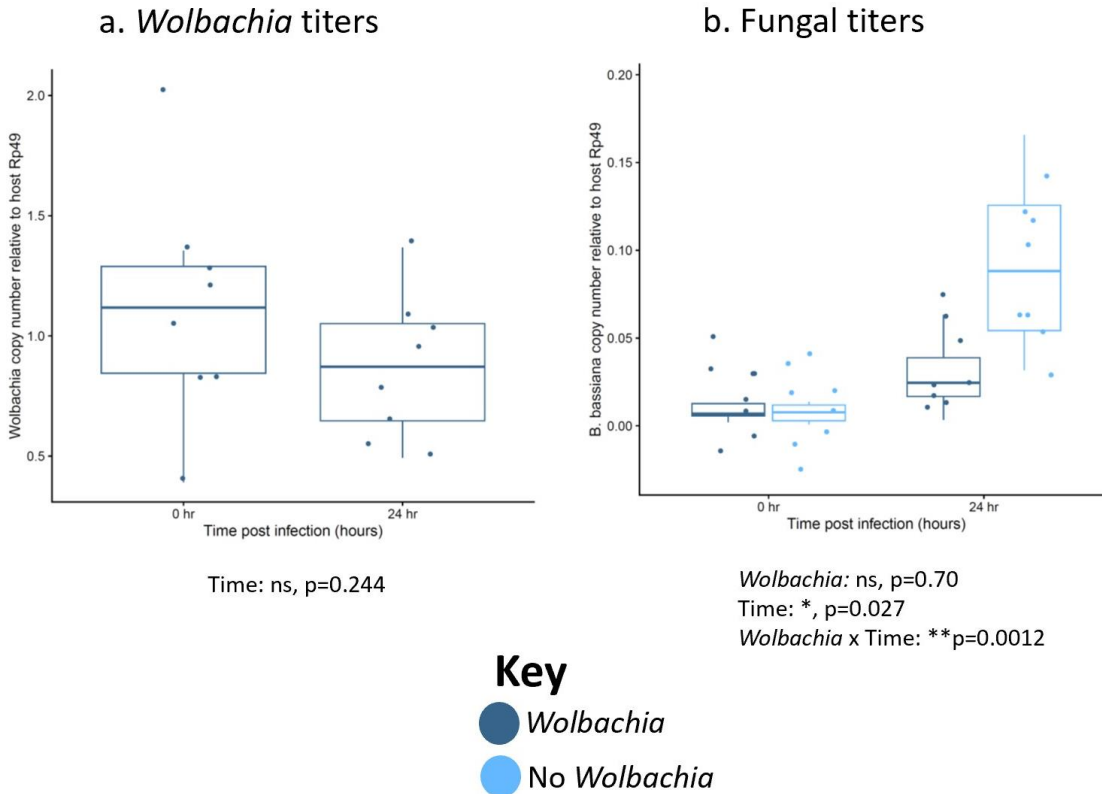 a. Wolbachia titers
b. Fungal titers
Wolbachia copy number relative to host Rp49
2.0
1.5
1.0
0.5
0 hr
24 hr
Time post infection (hours)
B. bassiana copy number relative to host Rp49
0.20
0.15
0.10
0.05
0.00
0 hr
24 hr
Time post infection (hours)
Time: ns, p=0.244
Wolbachia: ns, p=0.70
Time: *, p=0.027
Wolbachia x Time: **p=0.0012
Key
Wolbachia
No Wolbachia